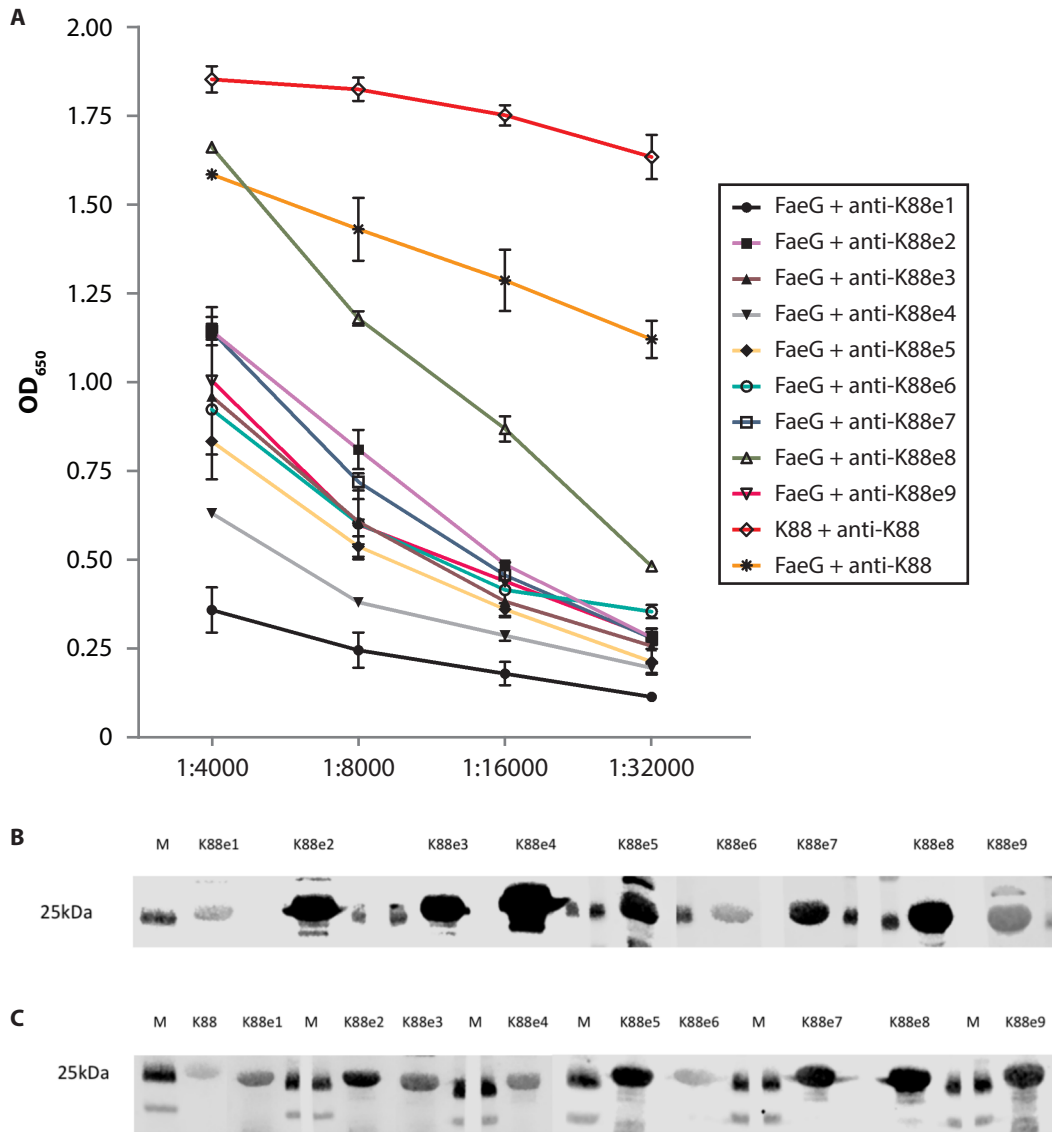 A
2.00
1.75
1.50
1.25
1.00
0.75
0.50
0.25
0
OD650
1:4000 1:8000 1:16000 1:32000
FaeG + anti-K88e1
FaeG + anti-K88e2
FaeG + anti-K88e3
FaeG + anti-K88e4
FaeG + anti-K88e5
FaeG + anti-K88e6
FaeG + anti-K88e7
FaeG + anti-K88e8
FaeG + anti-K88e9
K88 + anti-K88
FaeG + anti-K88
B
M K88e1 K88e2 K88e3 K88e4 K88e5 K88e6 K88e7 K88e8 K88e9
25kDa
C
M K88 K88e1 M K88e2 K88e3 M K88e4 M K88e5 K88e6 M K88e7 K88e8 M K88e9
25kDa